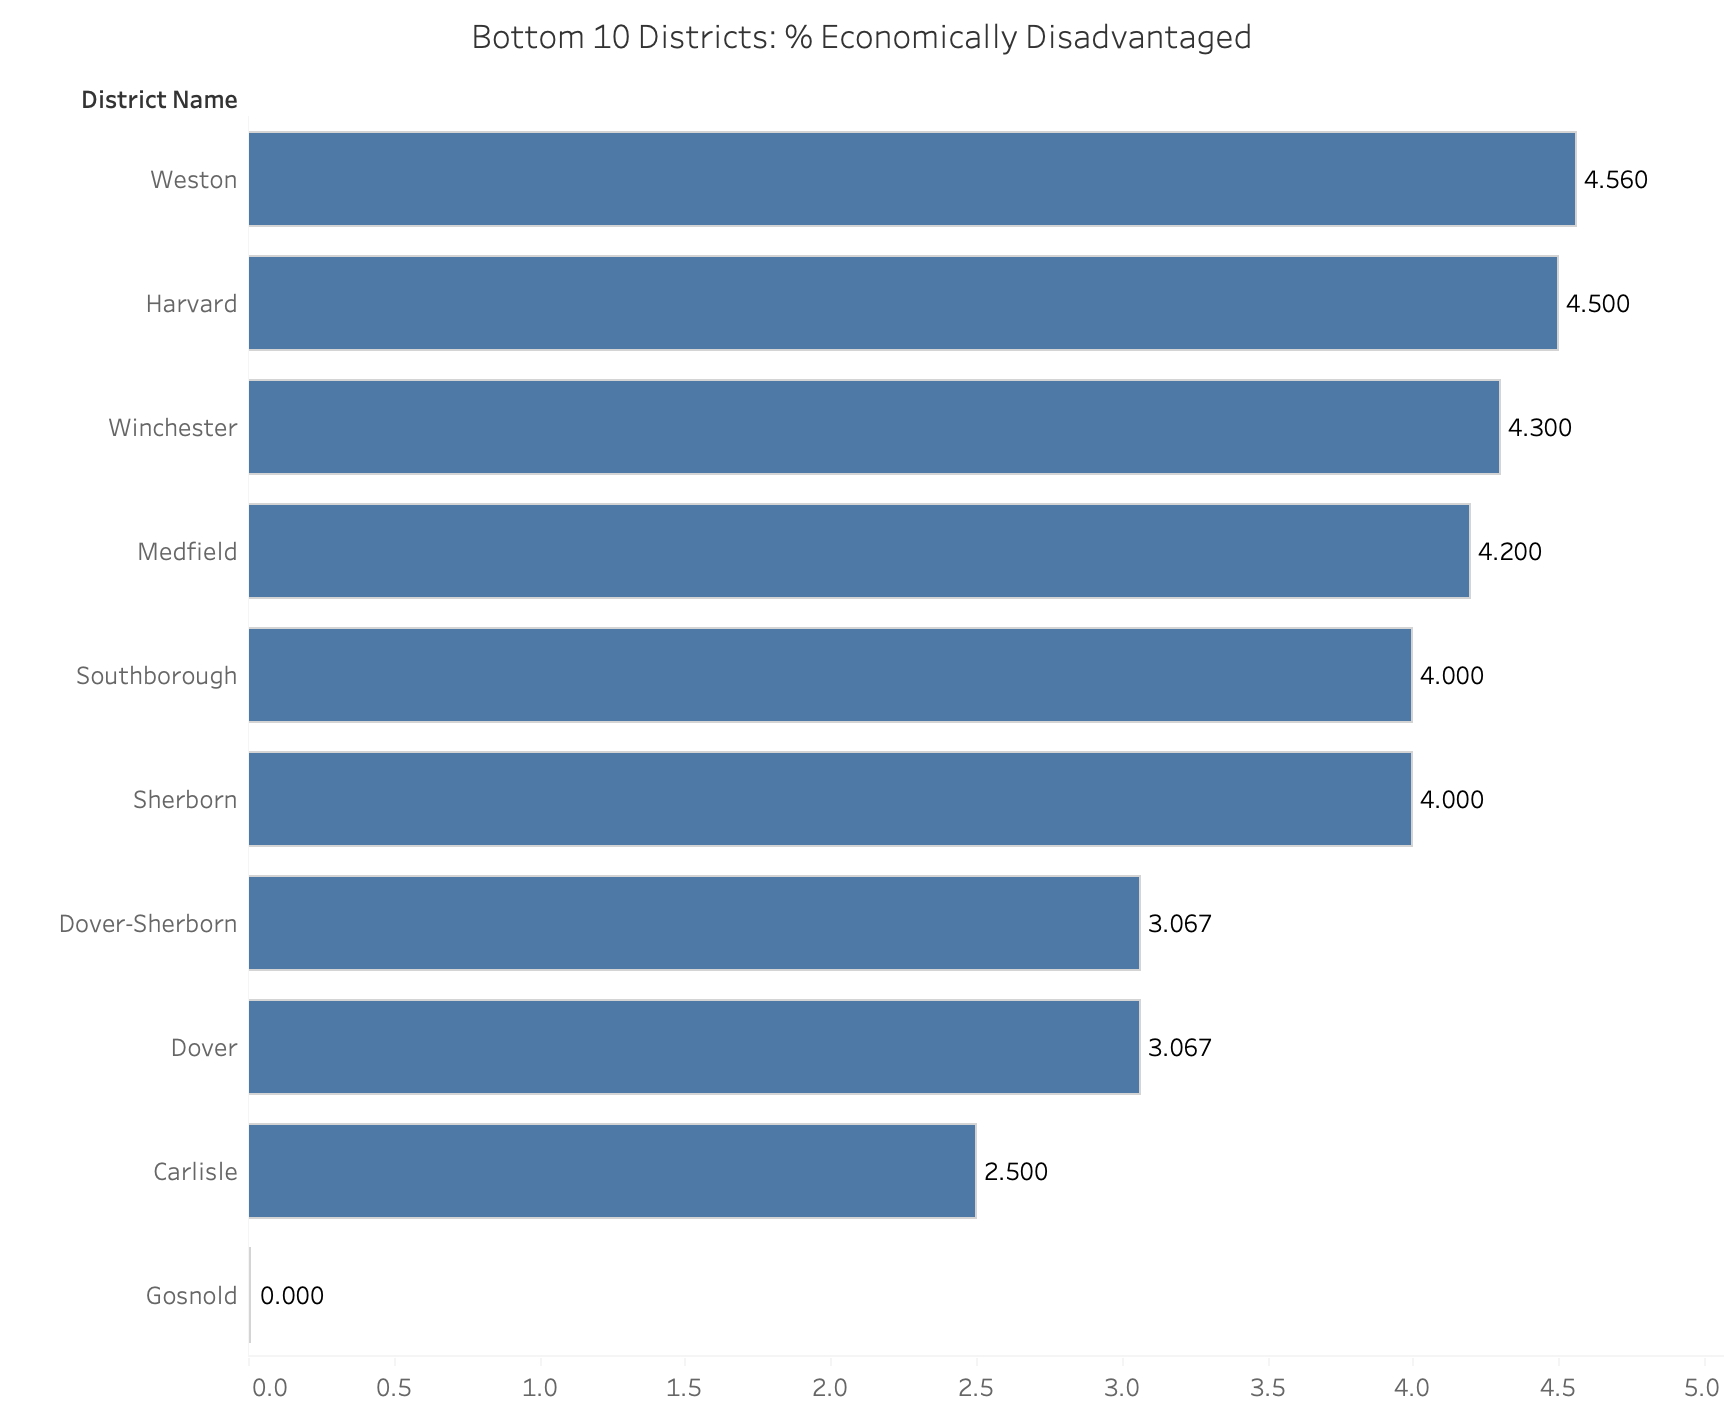 Bottom 10 Districts: % Economically Disadvantaged
District Name
Weston 4.560
Harvard 4.500
Winchester 4.300
Medfield 4.200
Southborough 4.000
Sherborn 4.000
Dover-Sherborn 3.067
Dover 3.067
Carlisle 2.500
Gosnold 0.000
0.0 0.5 1.0 1.5 2.0 2.5 3.0 3.5 4.0 4.5 5.0